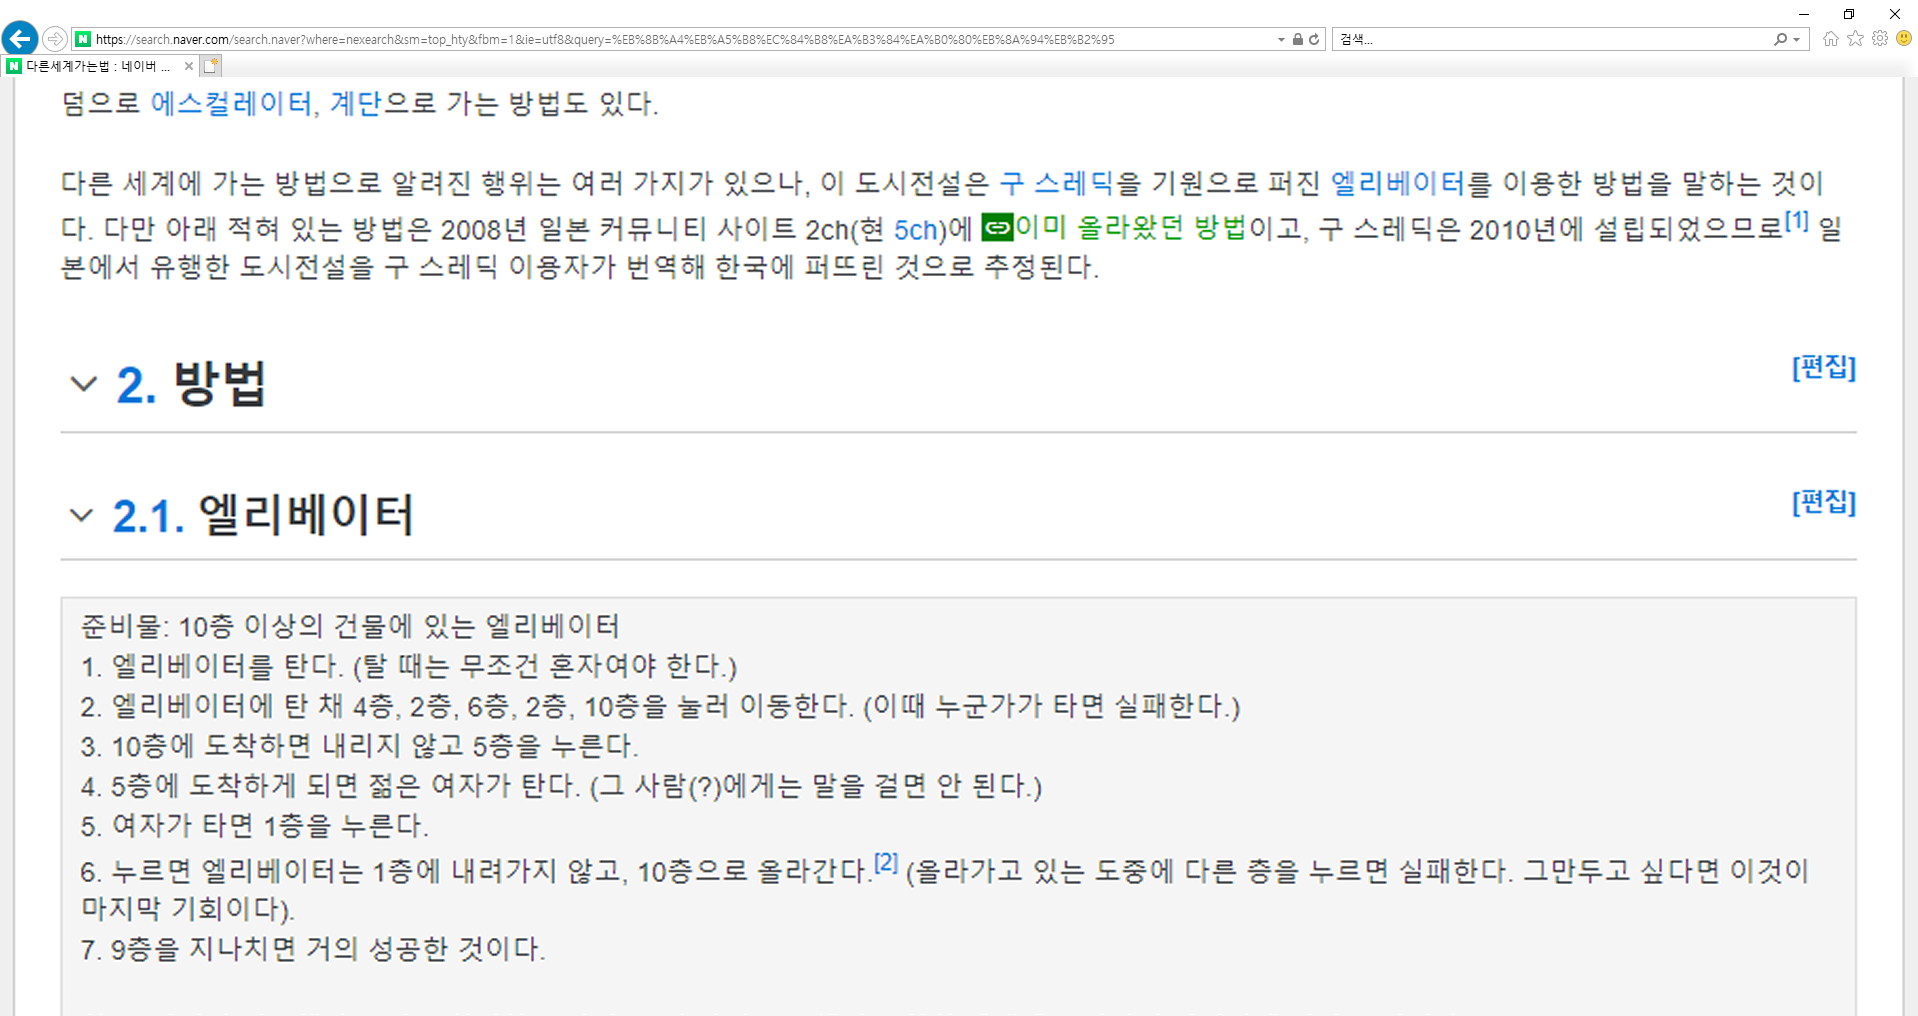 https://search.naver.com/search.naver?where=nexearch&sm=top_hty&fbm=1&ie=utf8&query=%EB%8B%A4%EB%A5%B8%EC%84%B8%EA%B3%84%EA%B0%80%EB%8A%94%EB%B2%95
검색...
다른세계가는법 : 네이버 ...
덤으로 에스컬레이터, 계단으로 가는 방법도 있다.
다른 세계에 가는 방법으로 알려진 행위는 여러 가지가 있으나, 이 도시전설은 구 스레딕을 기원으로 퍼진 엘리베이터를 이용한 방법을 말하는 것이
다. 다만 아래 적혀 있는 방법은 2008년 일본 커뮤니티 사이트 2ch(현 5ch)에 이미 올라왔던 방법이고, 구 스레딕은 2010년에 설립되었으므로[1] 일
본에서 유행한 도시전설을 구 스레딕 이용자가 번역해 한국에 퍼뜨린 것으로 추정된다.
2. 방법
[편집]
2.1. 엘리베이터
[편집]
준비물: 10층 이상의 건물에 있는 엘리베이터
1. 엘리베이터를 탄다. (탈 때는 무조건 혼자여야 한다.)
2. 엘리베이터에 탄 채 4층, 2층, 6층, 2층, 10층을 눌러 이동한다. (이때 누군가가 타면 실패한다.)
3. 10층에 도착하면 내리지 않고 5층을 누른다.
4. 5층에 도착하게 되면 젊은 여자가 탄다. (그 사람(?)에게는 말을 걸면 안 된다.)
5. 여자가 타면 1층을 누른다.
6. 누르면 엘리베이터는 1층에 내려가지 않고, 10층으로 올라간다.[2] (올라가고 있는 도중에 다른 층을 누르면 실패한다. 그만두고 싶다면 이것이
마지막 기회이다).
7. 9층을 지나치면 거의 성공한 것이다.